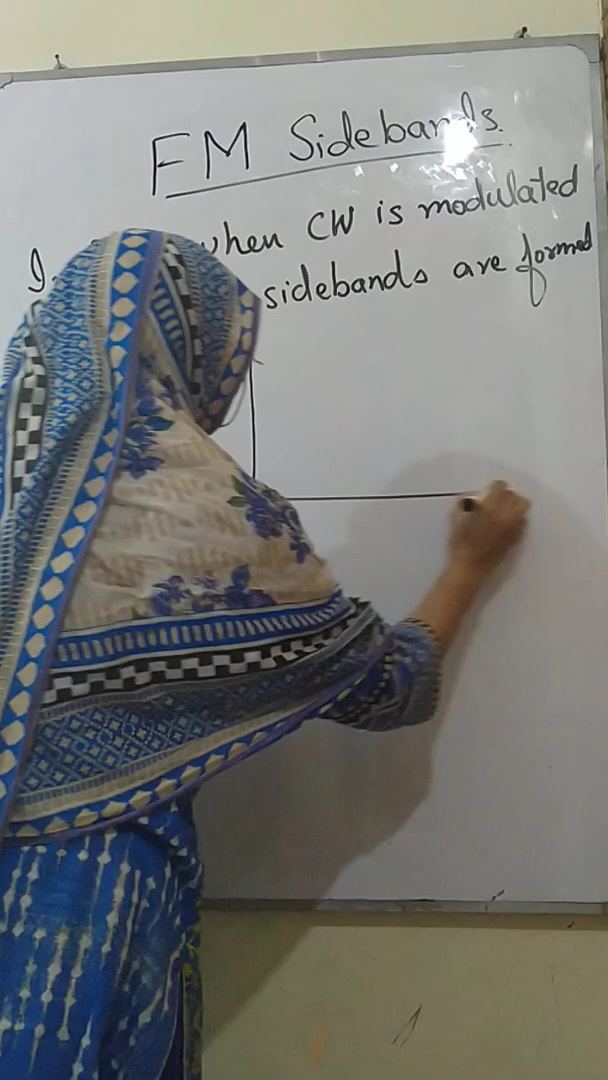 FM Sidebands.
when CW is modulated
sidebands are formed